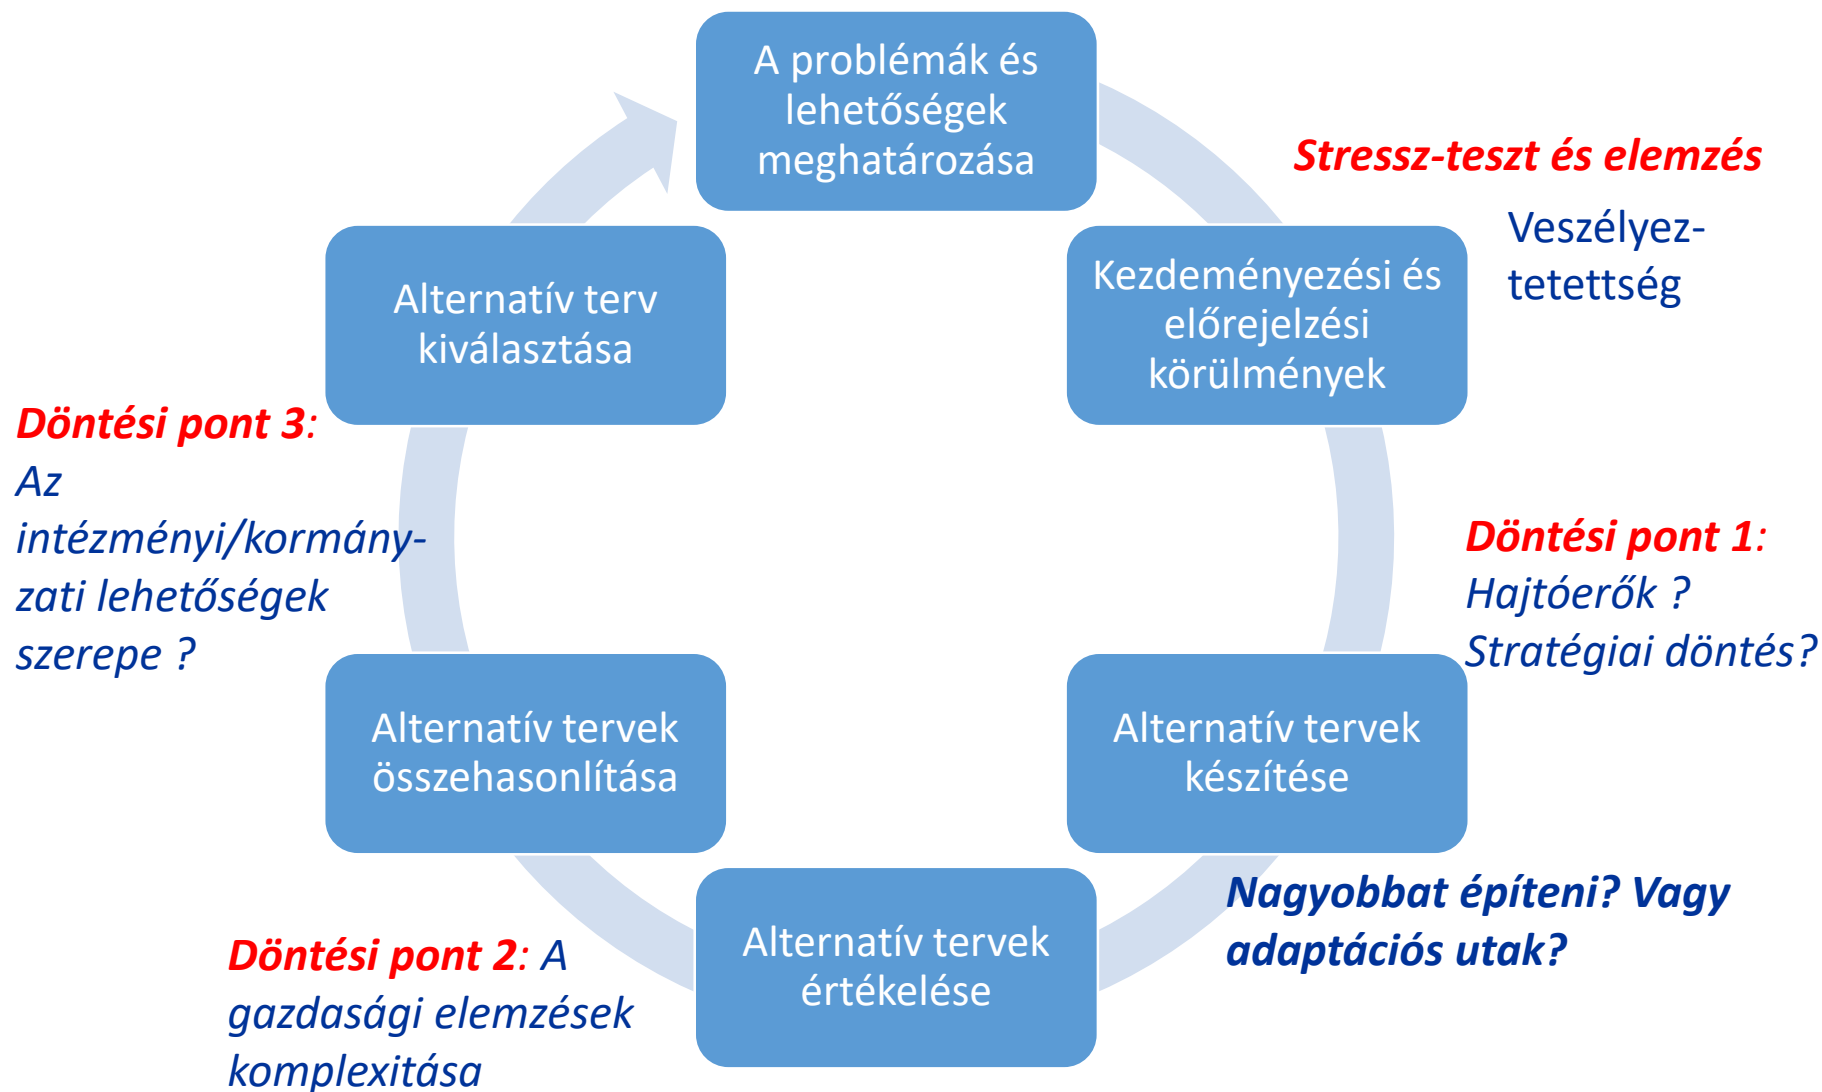 A problémák és
lehetőségek
meghatározása
Stressz-teszt és elemzés
Veszélyez-
tetettség
Kezdeményezési és
előrejelzési
körülmények
Döntési pont 1:
Hajtóerők ?
Stratégiai döntés?
Alternatív tervek
készítése
Nagyobbat építeni? Vagy
adaptációs utak?
Alternatív tervek
értékelése
Döntési pont 2: A
gazdasági elemzések
komplexitása
Alternatív tervek
összehasonlítása
Döntési pont 3:
Az
intézményi/kormány-
zati lehetőségek
szerepe ?
Alternatív terv
kiválasztása